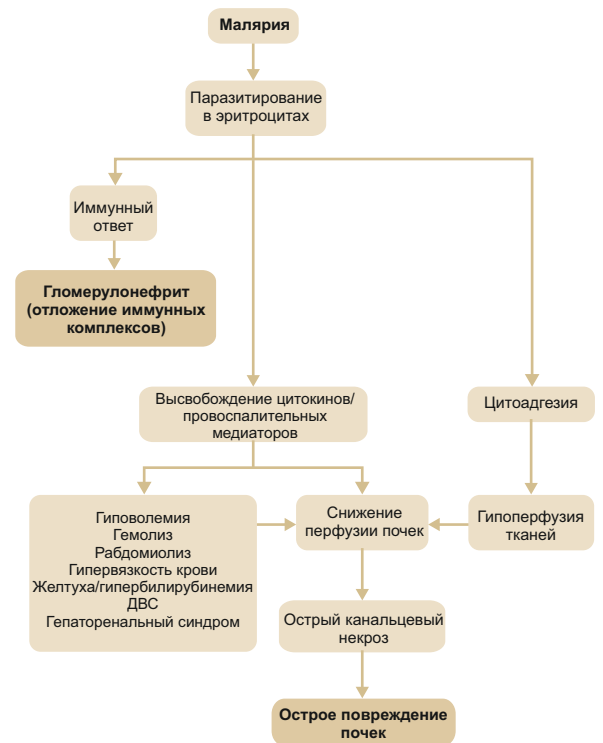 Малярия
Паразитирование
в эритроцитах
Иммунный
ответ
Гломерулонефрит
(отложение иммунных
комплексов)
Высвобождение цитокинов/
провоспалительных
медиаторов
Цитоадгезия
Гиповолемия
Гемолиз
Рабдомиолиз
Гипервязкость крови
Желтуха/гипербилирубинемия
ДВС
Гепаторенальный синдром
Снижение
перфузии почек
Гипоперфузия
тканей
Острый канальцевый
некроз
Острое повреждение
почек